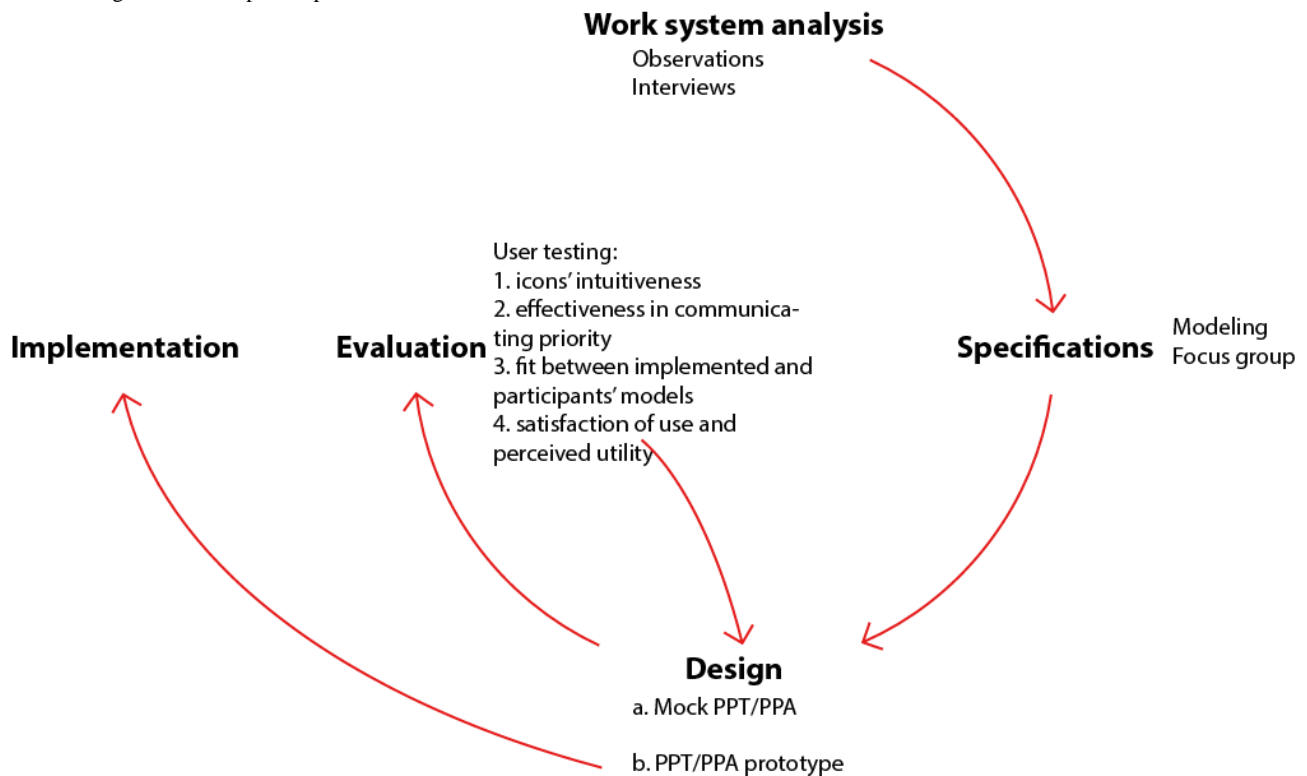 Work system analysis
Observations
Interviews
User testing:
1. icons’ intuitiveness
2. effectiveness in communica-
ting priority
3. fit between implemented and
participants’ models
4. satisfaction of use and
perceived utility
Implementation
Evaluation
Specifications
Modeling
Focus group
Design
a. Mock PPT/PPA
b. PPT/PPA prototype